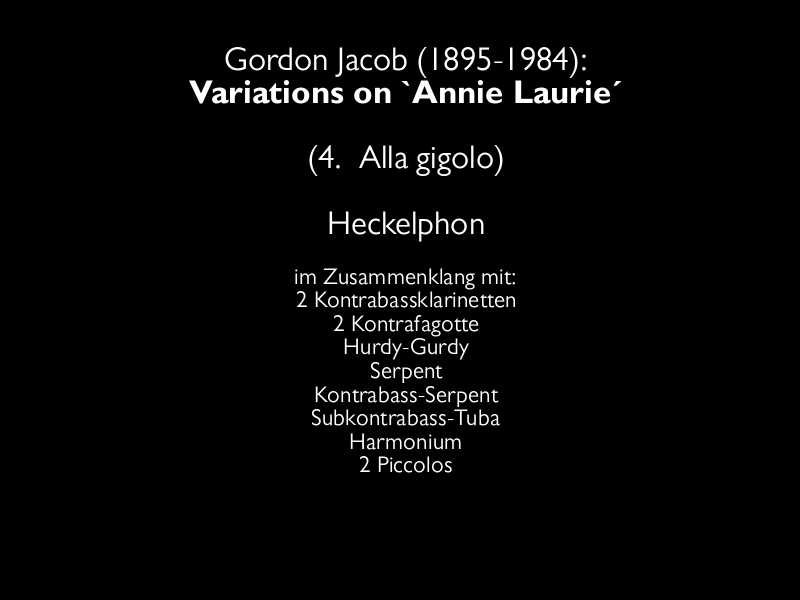 Gordon Jacob (1895-1984):
Variations on `Annie Laurie´
(4.  Alla gigolo)
Heckelphon
im Zusammenklang mit:
2 Kontrabassklarinetten
2 Kontrafagotte
Hurdy-Gurdy
Serpent
Kontrabass-Serpent
Subkontrabass-Tuba
Harmonium
2 Piccolos